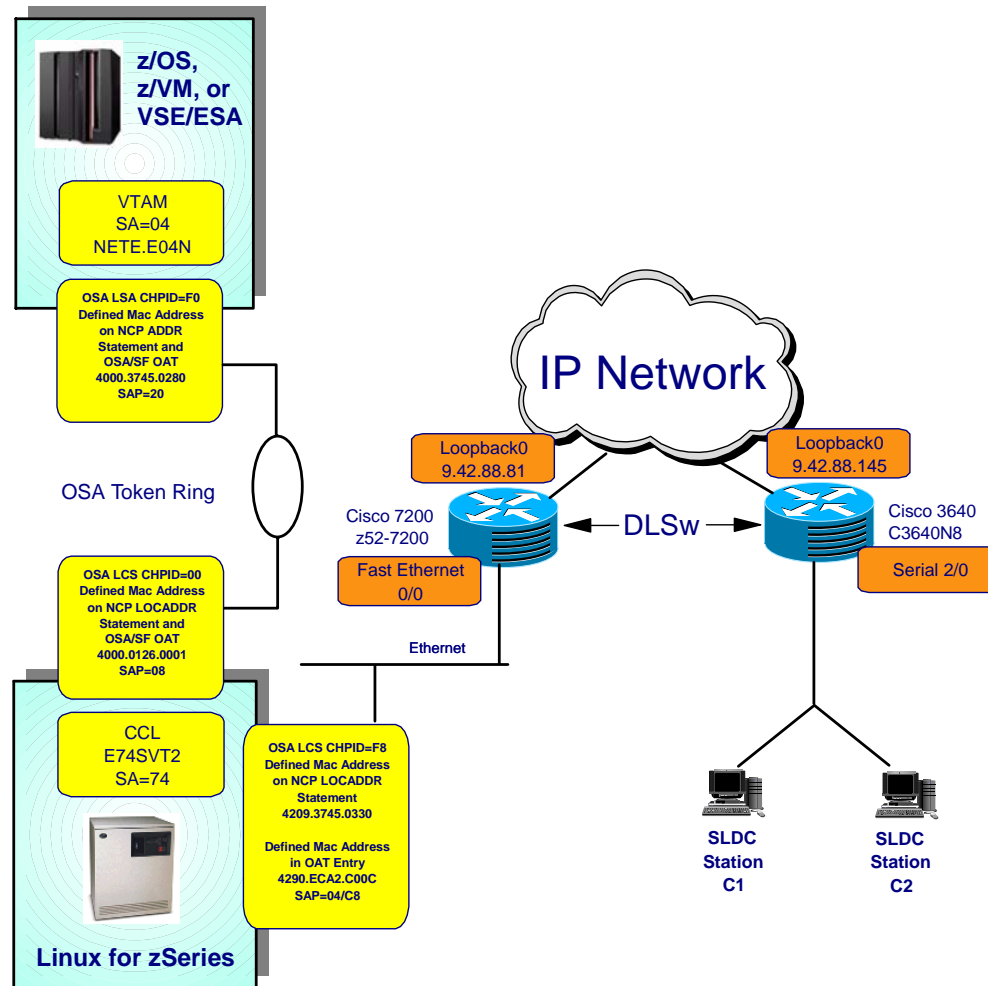 z/OS,
z/VM, or
VSE/ESA
VTAM
SA=04
NETE.E04N
OSA LSA CHPID=F0
Defined Mac Address
on NCP ADDR
Statement and
OSA/SF OAT
4000.3745.0280
SAP=20
OSA Token Ring
OSA LCS CHPID=00
Defined Mac Address
on NCP LOCADDR
Statement and
OSA/SF OAT
4000.0126.0001
SAP=08
CCL
E74SVT2
SA=74
Linux for zSeries
OSA LCS CHPID=F8
Defined Mac Address
on NCP LOCADDR
Statement
4209.3745.0330
Defined Mac Address
in OAT Entry
4290.ECA2.C00C
SAP=04/C8
Ethernet
IP Network
Loopback0
9.42.88.81
Cisco 7200
z52-7200
Fast Ethernet
0/0
DLSw
Loopback0
9.42.88.145
Cisco 3640
C3640N8
Serial 2/0
SLDC
Station
C1
SLDC
Station
C2